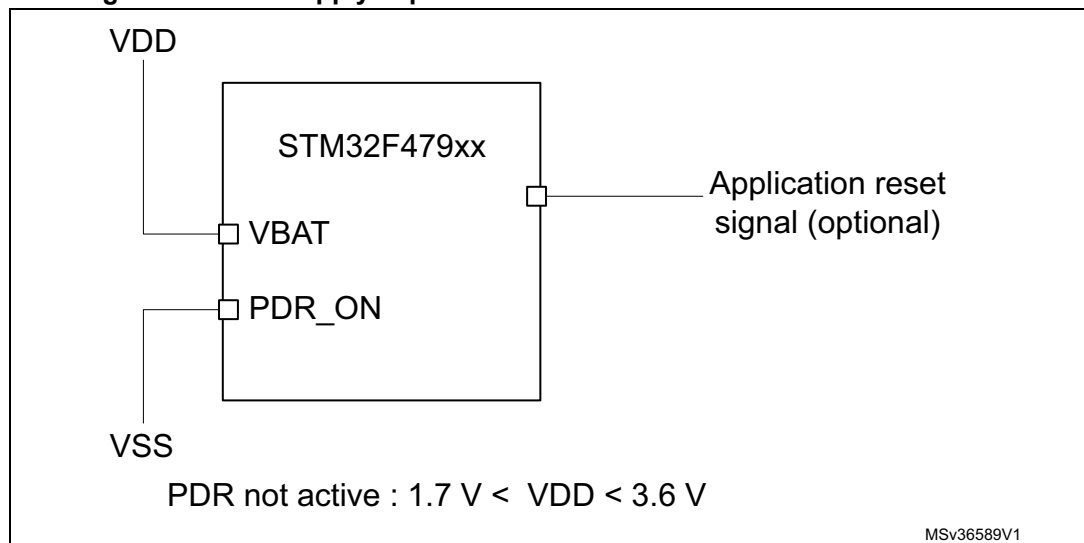 VDD
STM32F479xx
Application reset
signal (optional)
VBAT
PDR_ON
VSS
PDR not active : 1.7 V < VDD < 3.6 V
MSv36589V1